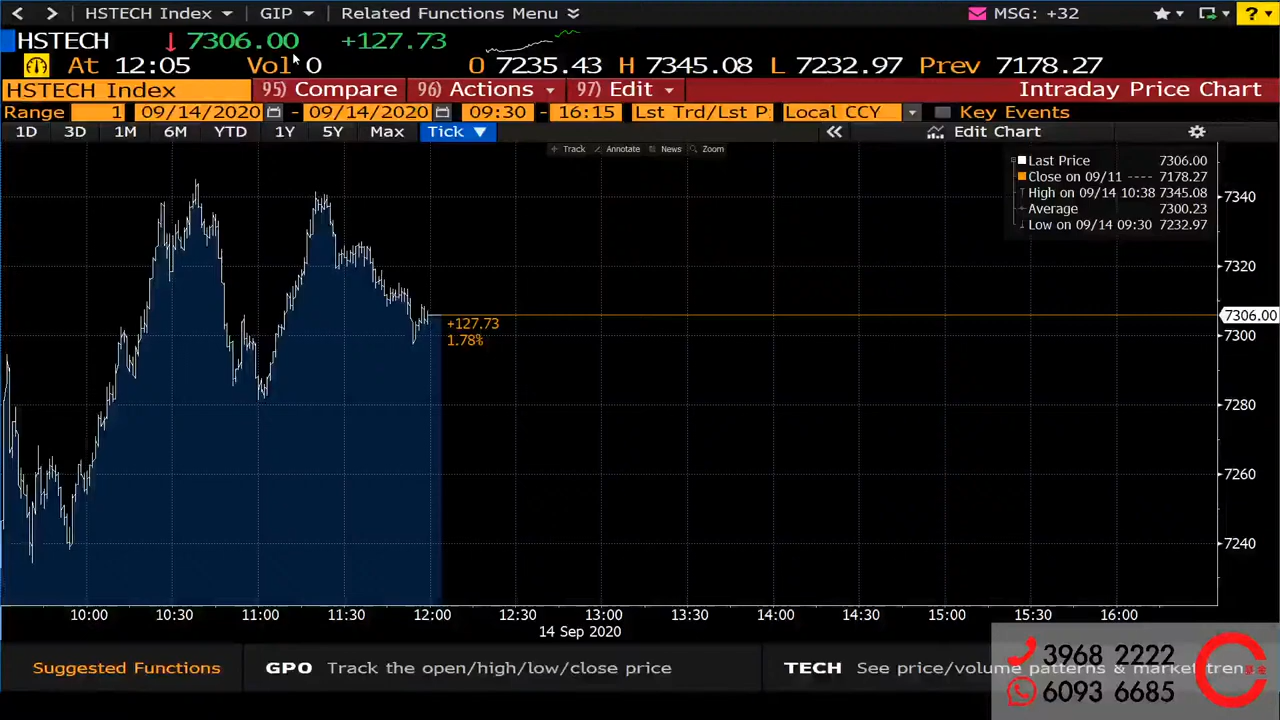 HSTECH Index GIP Related Functions Menu MSG: +32 ?
HSTECH 7306.00 +127.73
At 12:05 Vol 0 O 7235.43 H 7345.08 L 7232.97 Prev 7178.27
HSTECH Index 95) Compare 96) Actions 97) Edit Intraday Price Chart
Range 1 09/14/2020 - 09/14/2020 09:30 - 16:15 Lst Trd/Lst P Local CCY Key Events
1D 3D 1M 6M YTD 1Y 5Y Max Tick Edit Chart
Track Annotate News Zoom
Last Price 7306.00
Close on 09/11 ---- 7178.27
High on 09/14 10:38 7345.08
Average 7300.23
Low on 09/14 09:30 7232.97
7340
7320
7306.00
+127.73
7300
1.78%
7280
7260
7240
10:00 10:30 11:00 11:30 12:00 12:30 13:00 13:30 14:00 14:30 15:00 15:30 16:00
14 Sep 2020
Suggested Functions GPO Track the open/high/low/close price TECH See price/volume patterns & market tren
3968 2222
6093 6685